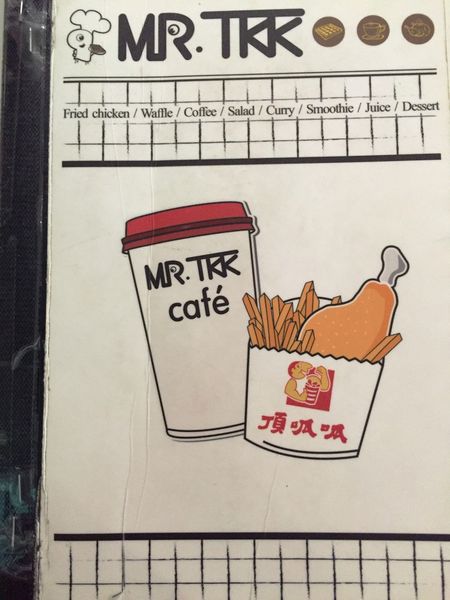 MR. TKK
Fried chicken / Waffle / Coffee / Salad / Curry / Smoothie / Juice / Dessert
MR. TKK
café
頂呱呱